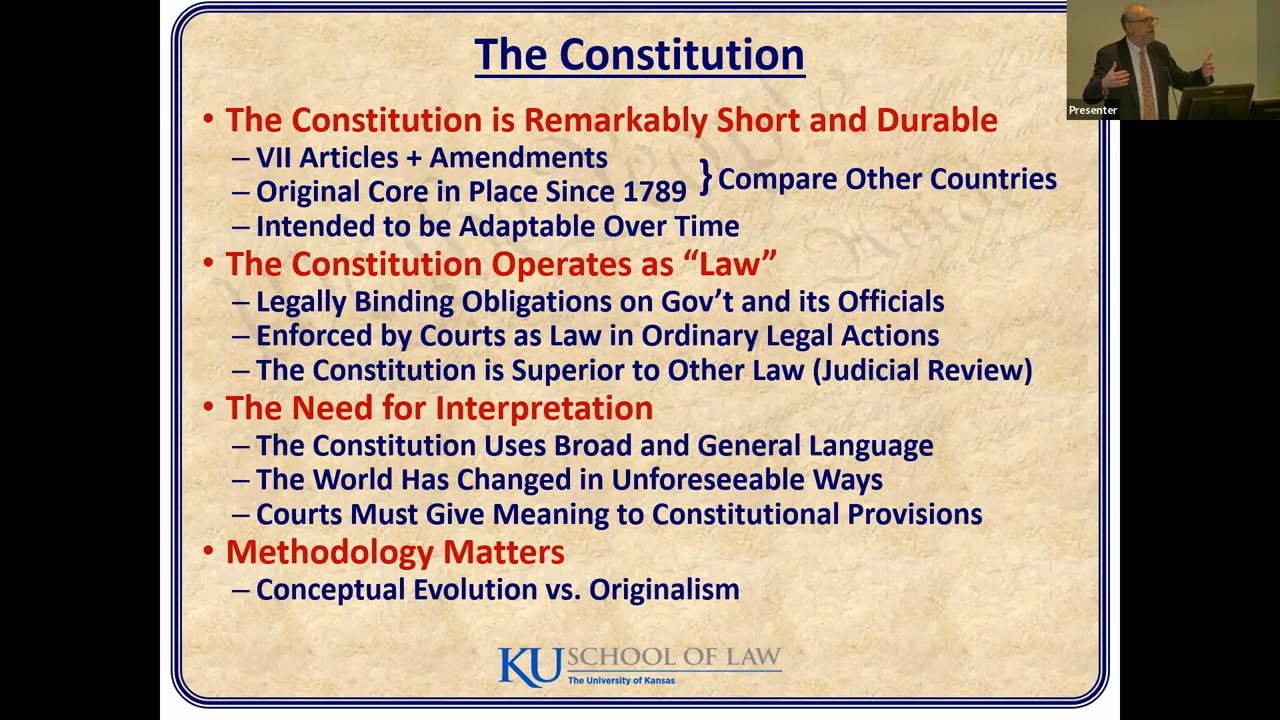 The Constitution
• The Constitution is Remarkably Short and Durable
– VII Articles + Amendments
– Original Core in Place Since 1789 } Compare Other Countries
– Intended to be Adaptable Over Time
• The Constitution Operates as “Law”
– Legally Binding Obligations on Gov’t and its Officials
– Enforced by Courts as Law in Ordinary Legal Actions
– The Constitution is Superior to Other Law (Judicial Review)
• The Need for Interpretation
– The Constitution Uses Broad and General Language
– The World Has Changed in Unforeseeable Ways
– Courts Must Give Meaning to Constitutional Provisions
• Methodology Matters
– Conceptual Evolution vs. Originalism
KU SCHOOL OF LAW
The University of Kansas
Presenter